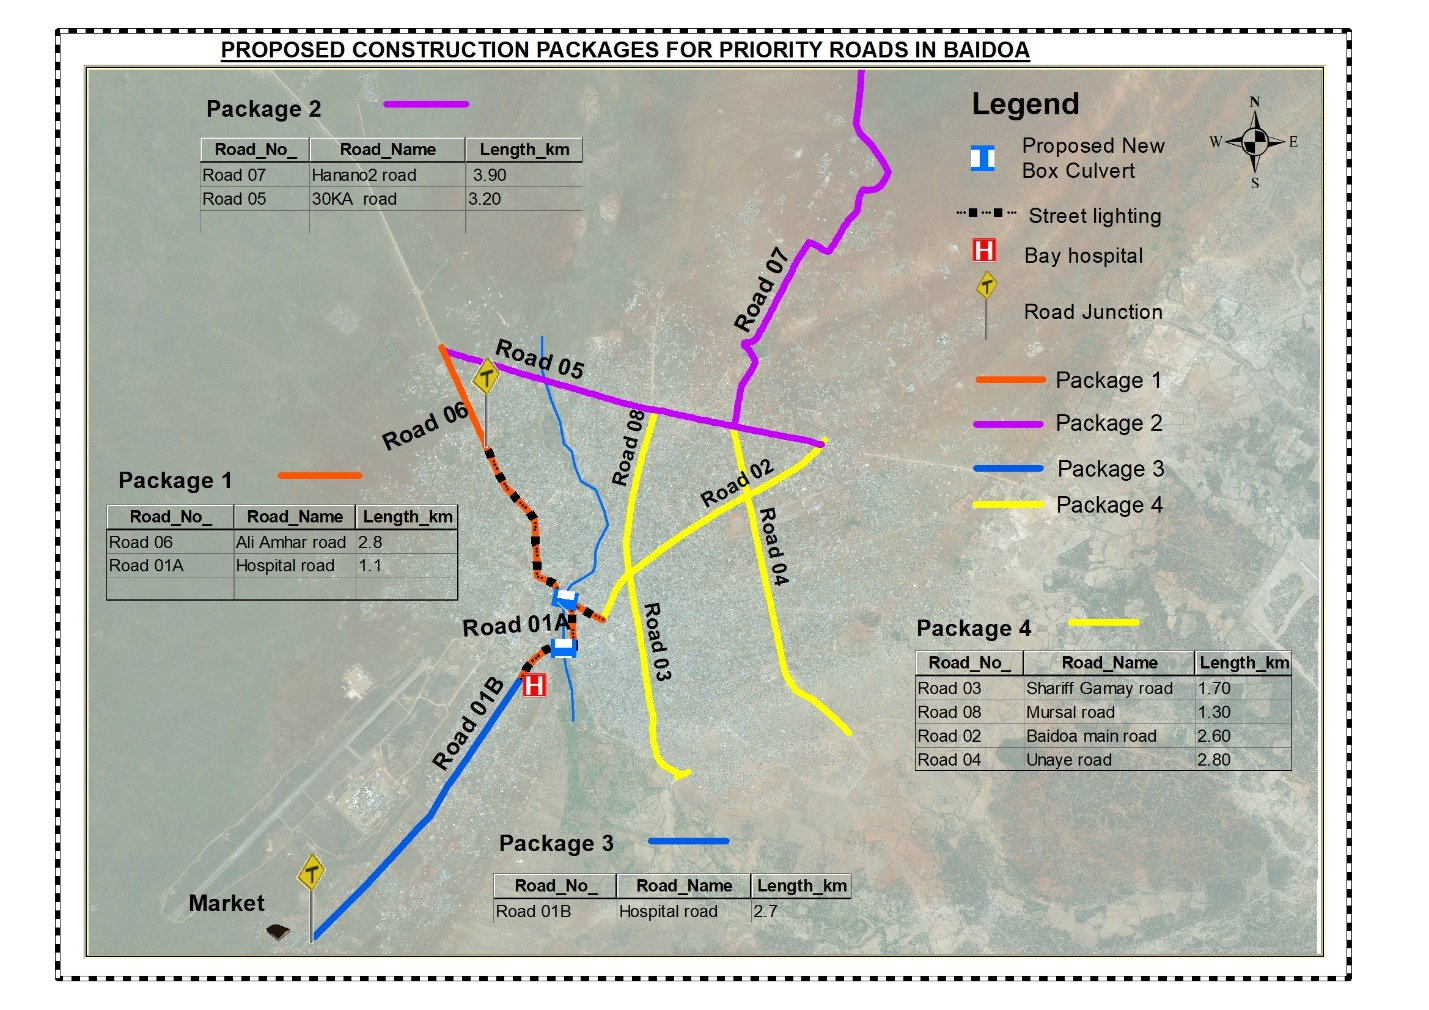 PROPOSED CONSTRUCTION PACKAGES FOR PRIORITY ROADS IN BAIDOA
Package 2
Road_No_ Road_Name Length_km
Road 07 Hanano2 road 3.90
Road 05 30KA road 3.20
Legend
N
W E
S
Proposed New
Box Culvert
Street lighting
H Bay hospital
T Road Junction
Package 1
Package 2
Package 3
Package 4
Road 07
Road 05
T
Road 06
Road 08
Road 02
Road 04
Package 1
Road_No_ Road_Name Length_km
Road 06 Ali Amhar road 2.8
Road 01A Hospital road 1.1
Road 01A
Road 03
H
Road 01B
Package 4
Road_No_ Road_Name Length_km
Road 03 Shariff Gamay road 1.70
Road 08 Mursal road 1.30
Road 02 Baidoa main road 2.60
Road 04 Unaye road 2.80
Package 3
Road_No_ Road_Name Length_km
Road 01B Hospital road 2.7
T
Market